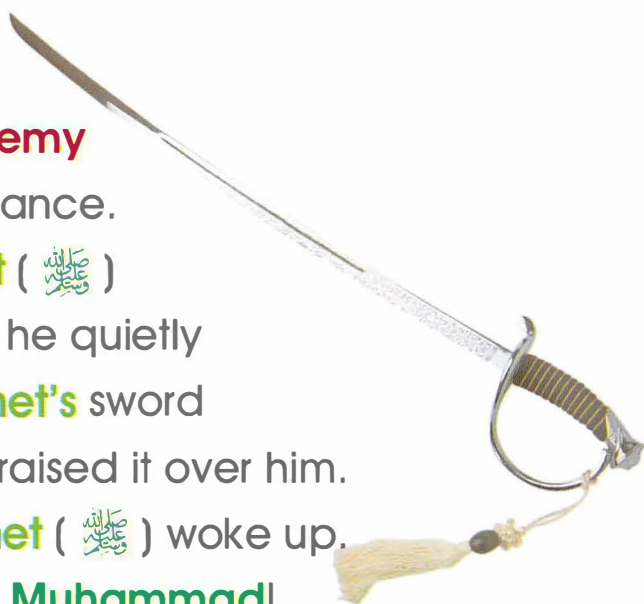 emy
ance.
t ( ﷺ )
he quietly
net's sword
raised it over him.
et ( ﷺ ) woke up.
Muhammad!